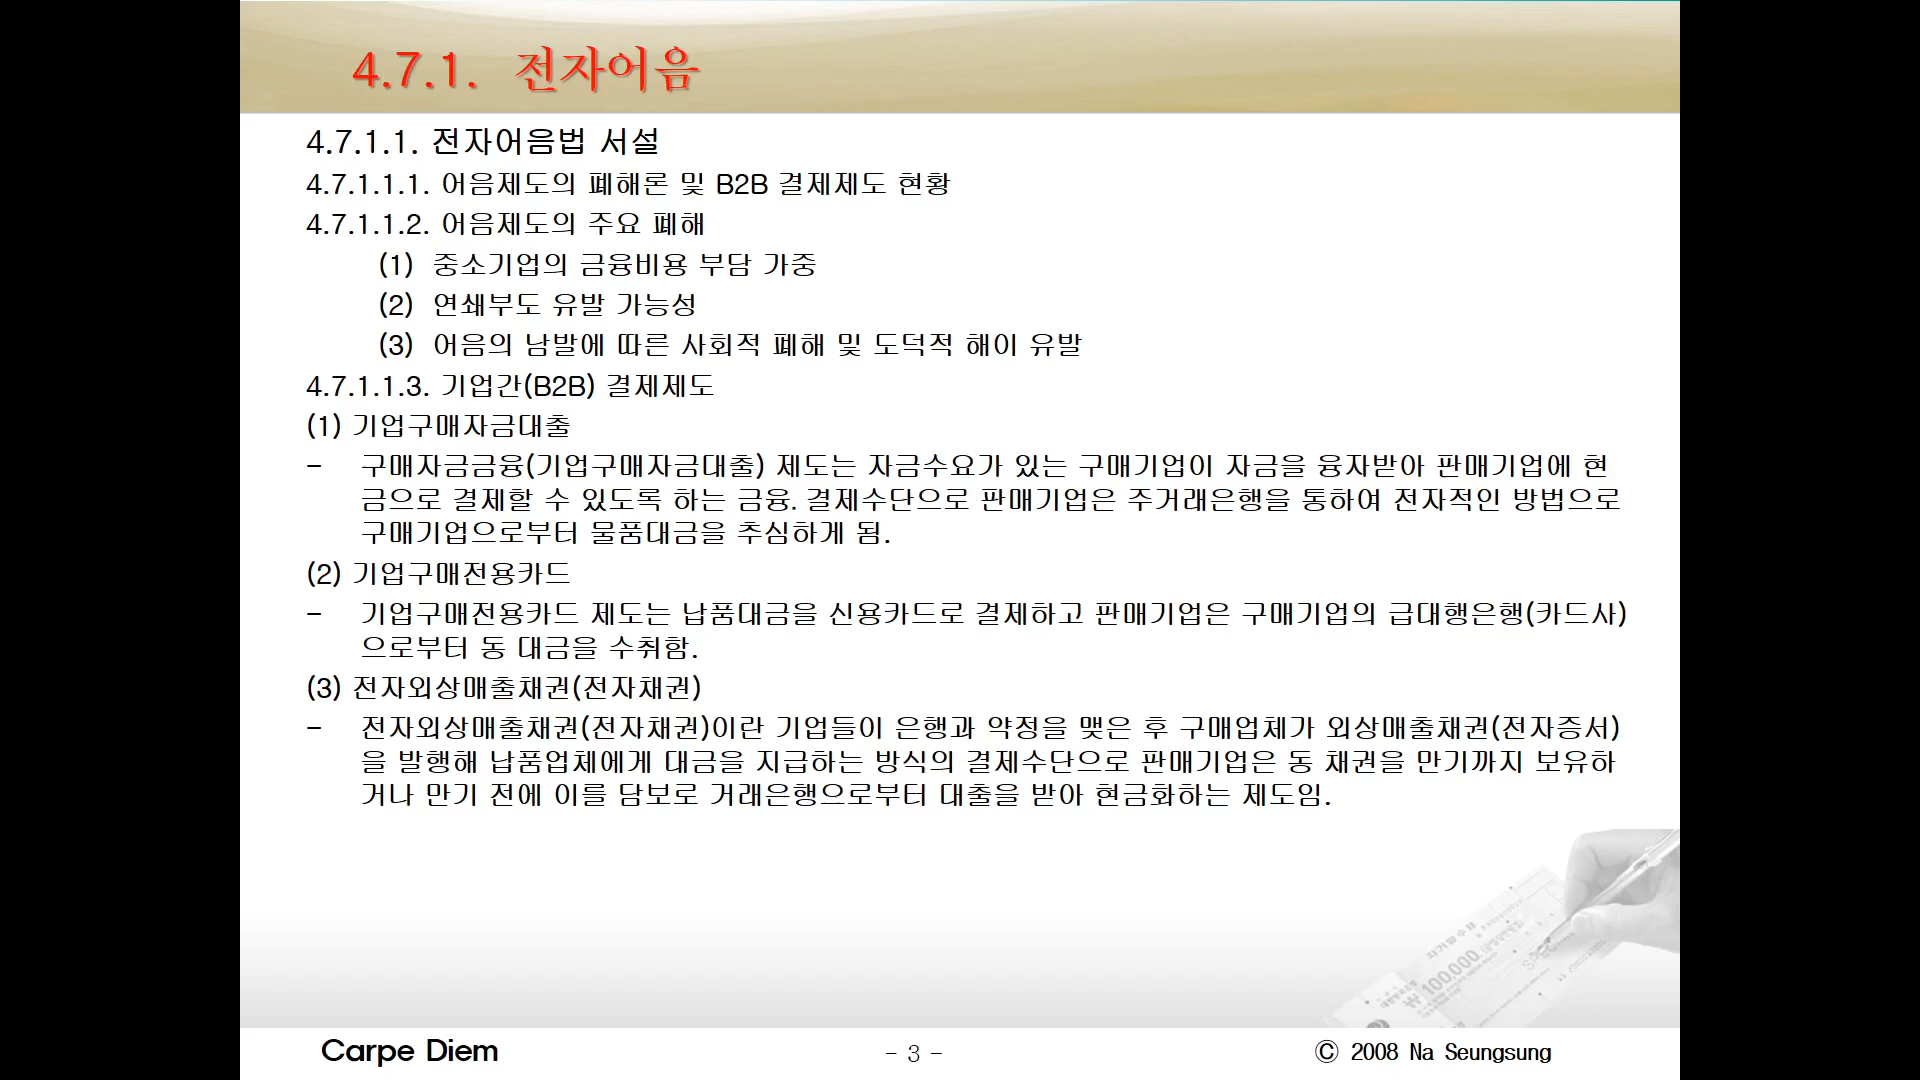 4.7.1. 전자어음
4.7.1.1. 전자어음법 서설
4.7.1.1.1. 어음제도의 폐해론 및 B2B 결제제도 현황
4.7.1.1.2. 어음제도의 주요 폐해
(1) 중소기업의 금융비용 부담 가중
(2) 연쇄부도 유발 가능성
(3) 어음의 남발에 따른 사회적 폐해 및 도덕적 해이 유발
4.7.1.1.3. 기업간(B2B) 결제제도
(1) 기업구매자금대출
- 구매자금금융(기업구매자금대출) 제도는 자금수요가 있는 구매기업이 자금을 융자받아 판매기업에 현
금으로 결제할 수 있도록 하는 금융. 결제수단으로 판매기업은 주거래은행을 통하여 전자적인 방법으로
구매기업으로부터 물품대금을 추심하게 됨.
(2) 기업구매전용카드
- 기업구매전용카드 제도는 납품대금을 신용카드로 결제하고 판매기업은 구매기업의 급대행은행(카드사)
으로부터 동 대금을 수취함.
(3) 전자외상매출채권(전자채권)
- 전자외상매출채권(전자채권)이란 기업들이 은행과 약정을 맺은 후 구매업체가 외상매출채권(전자증서)
을 발행해 납품업체에게 대금을 지급하는 방식의 결제수단으로 판매기업은 동 채권을 만기까지 보유하
거나 만기 전에 이를 담보로 거래은행으로부터 대출을 받아 현금화하는 제도임.
자기앞수표
₩100,000
Carpe Diem
- 3 -
© 2008 Na Seungsung